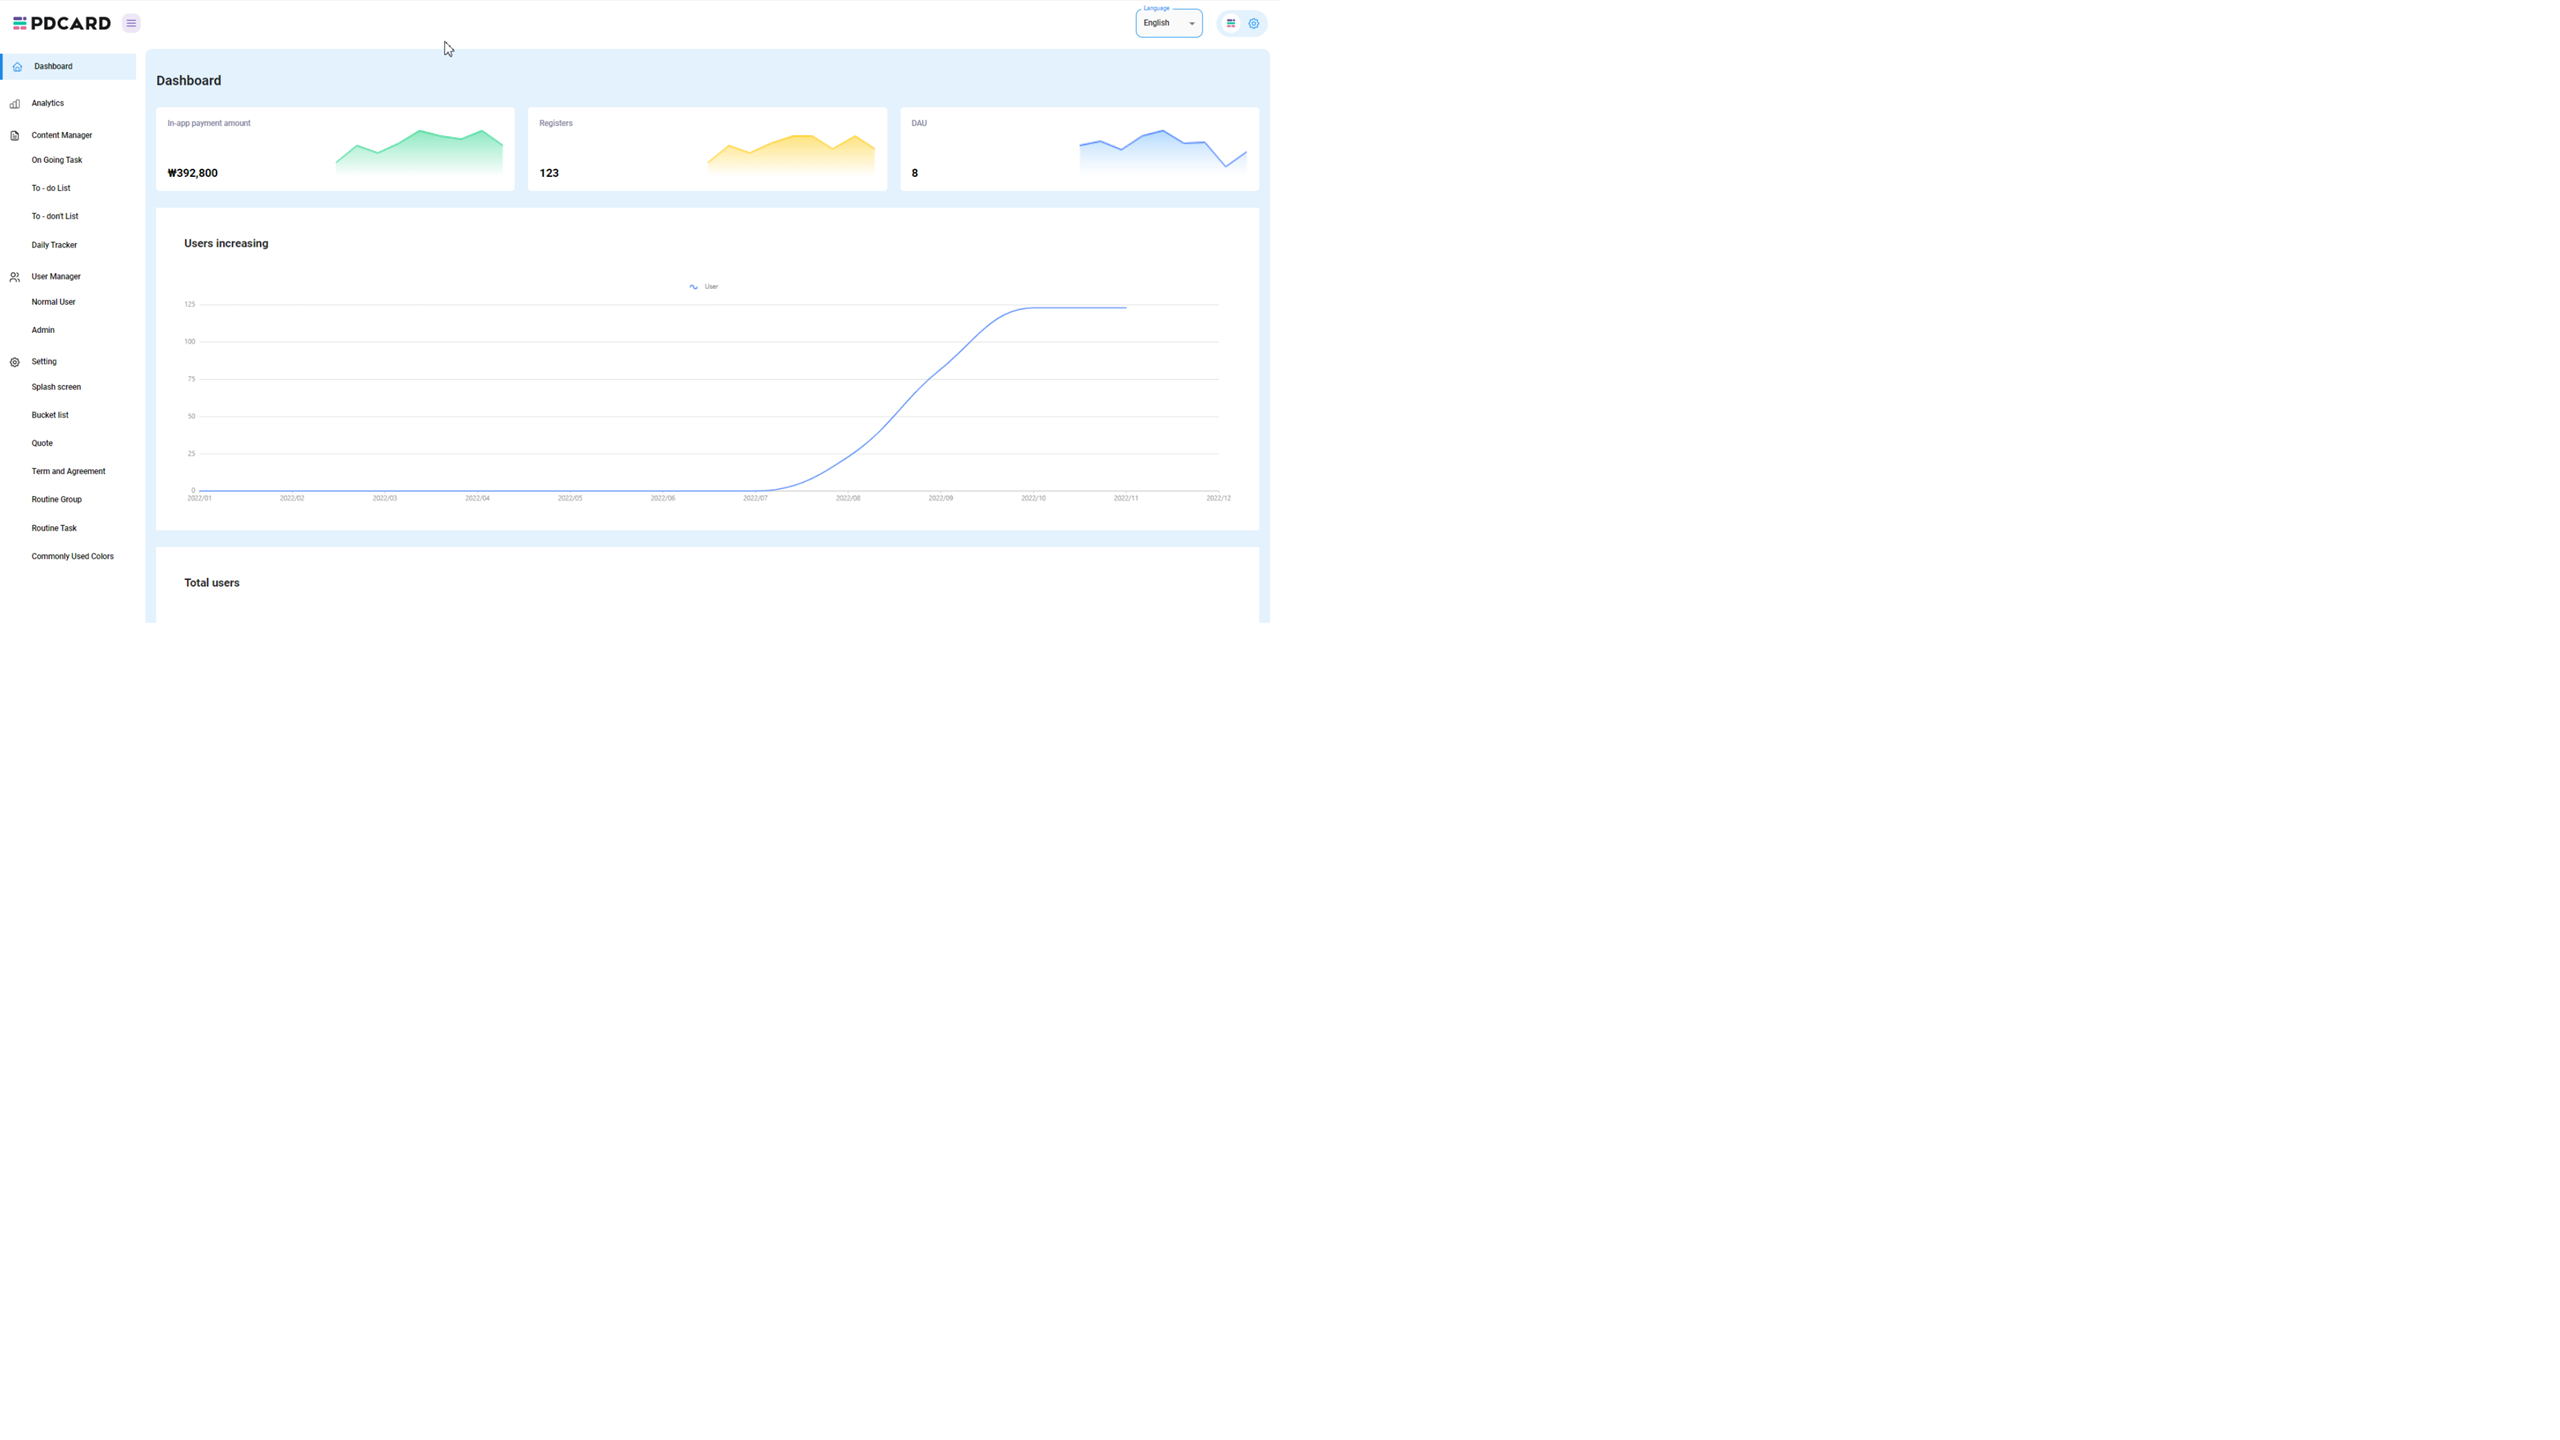 PDCARD
Language
English
Dashboard
Analytics
Content Manager
On Going Task
To - do List
To - don't List
Daily Tracker
User Manager
Normal User
Admin
Setting
Splash screen
Bucket list
Quote
Term and Agreement
Routine Group
Routine Task
Commonly Used Colors
Dashboard
In-app payment amount
₩392,800
Registers
123
DAU
8
Users increasing
User
125
100
75
50
25
0
2022/01 2022/02 2022/03 2022/04 2022/05 2022/06 2022/07 2022/08 2022/09 2022/10 2022/11 2022/12
Total users